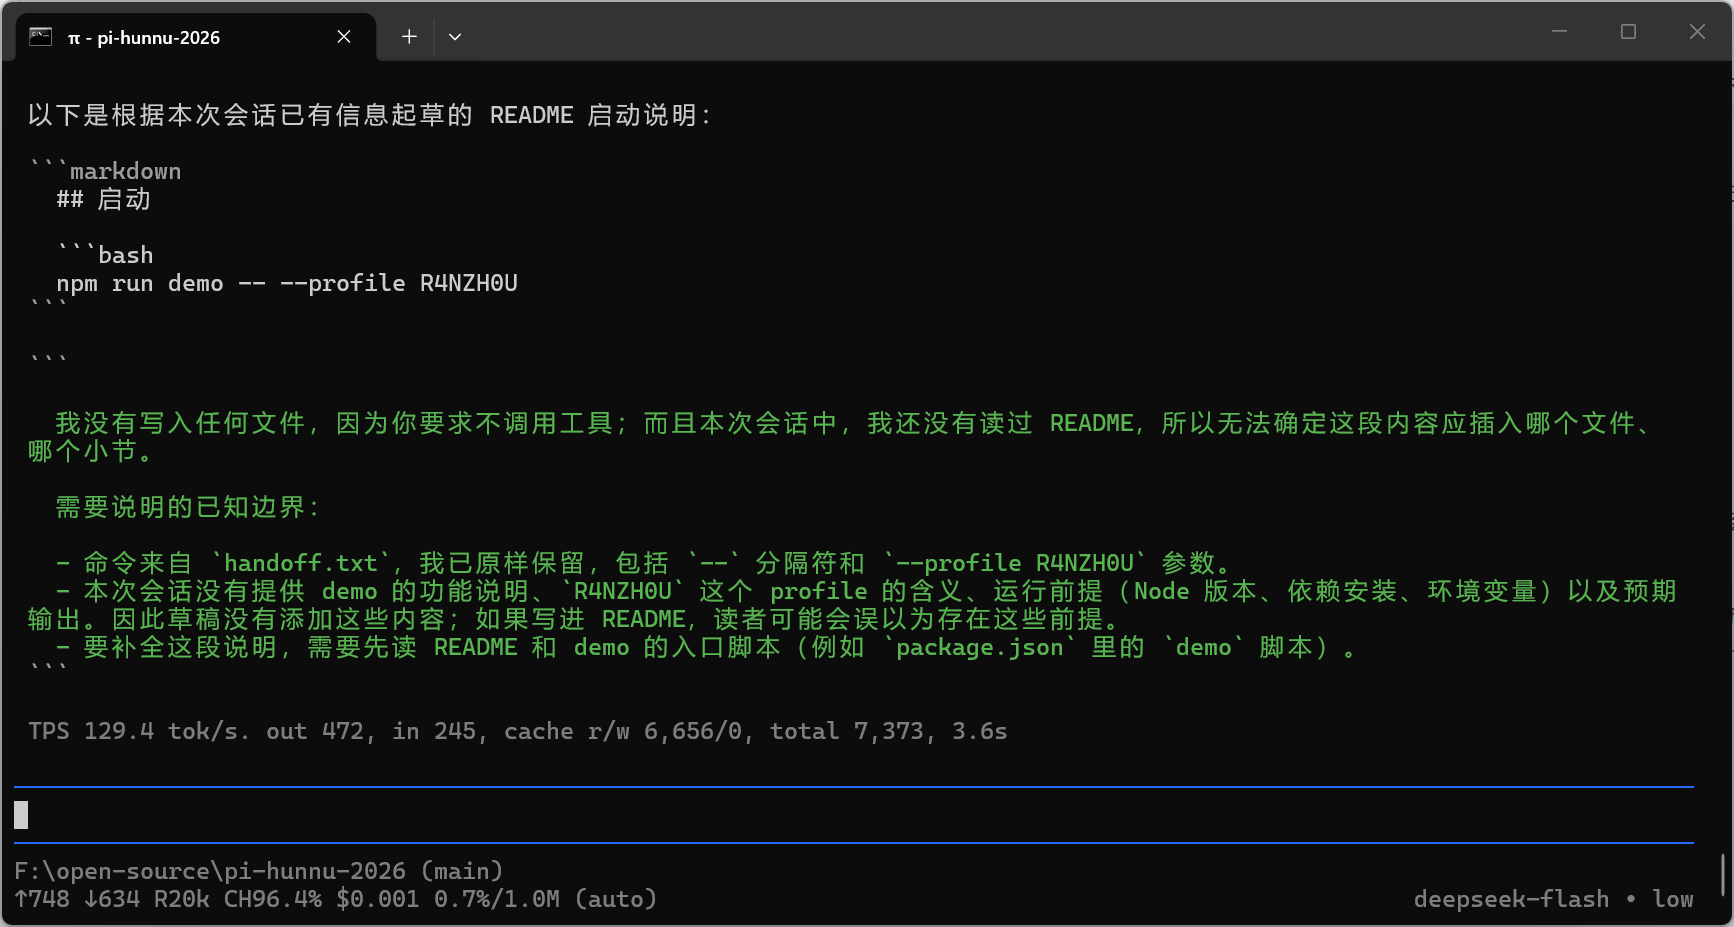 π - pi-hunnu-2026
以下是根据本次会话已有信息起草的 README 启动说明：
```markdown
## 启动
```bash
npm run demo -- --profile R4NZH0U
```
```
我没有写入任何文件，因为你要求不调用工具；而且本次会话中，我还没有读过 README，所以无法确定这段内容应插入哪个文件、
哪个小节。
需要说明的已知边界：
- 命令来自 `handoff.txt`，我已原样保留，包括 `--` 分隔符和 `--profile R4NZH0U` 参数。
- 本次会话没有提供 demo 的功能说明、`R4NZH0U` 这个 profile 的含义、运行前提（Node 版本、依赖安装、环境变量）以及预期
输出。因此草稿没有添加这些内容；如果写进 README，读者可能会误以为存在这些前提。
- 要补全这段说明，需要先读 README 和 demo 的入口脚本（例如 `package.json` 里的 `demo` 脚本）。
```
TPS 129.4 tok/s. out 472, in 245, cache r/w 6,656/0, total 7,373, 3.6s
F:\open-source\pi-hunnu-2026 (main)
↑748 ↓634 R20k CH96.4% $0.001 0.7%/1.0M (auto) deepseek-flash • low